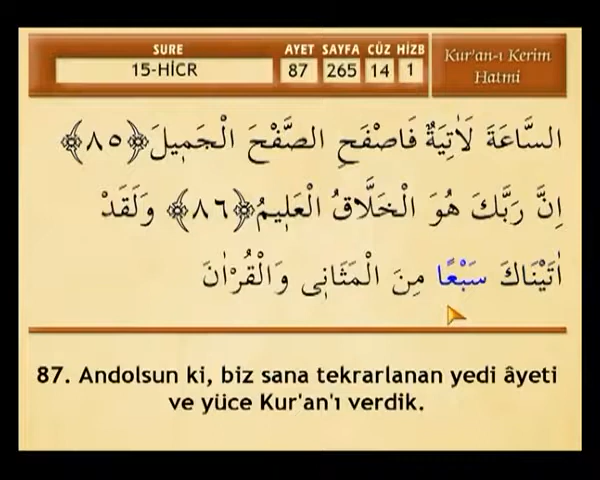 SURE AYET SAYFA CÜZ HİZB
15-HİCR 87 265 14 1
Kur'an-ı Kerim
Hatmi
السَّاعَةَ لَاٰتِيَةٌ فَاصْفَحِ الصَّفْحَ الْجَم۪يلَ ﴿٨٥﴾
اِنَّ رَبَّكَ هُوَ الْخَلَّاقُ الْعَل۪يمُ ﴿٨٦﴾ وَلَقَدْ
اٰتَيْنَاكَ سَبْعًا مِنَ الْمَثَان۪ى وَالْقُرْاٰنَ
87. Andolsun ki, biz sana tekrarlanan yedi âyeti
ve yüce Kur'an'ı verdik.